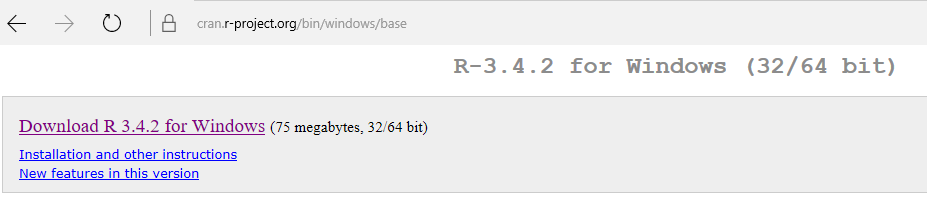 cran.r-project.org/bin/windows/base
R-3.4.2 for Windows (32/64 bit)
Download R 3.4.2 for Windows (75 megabytes, 32/64 bit)
Installation and other instructions
New features in this version